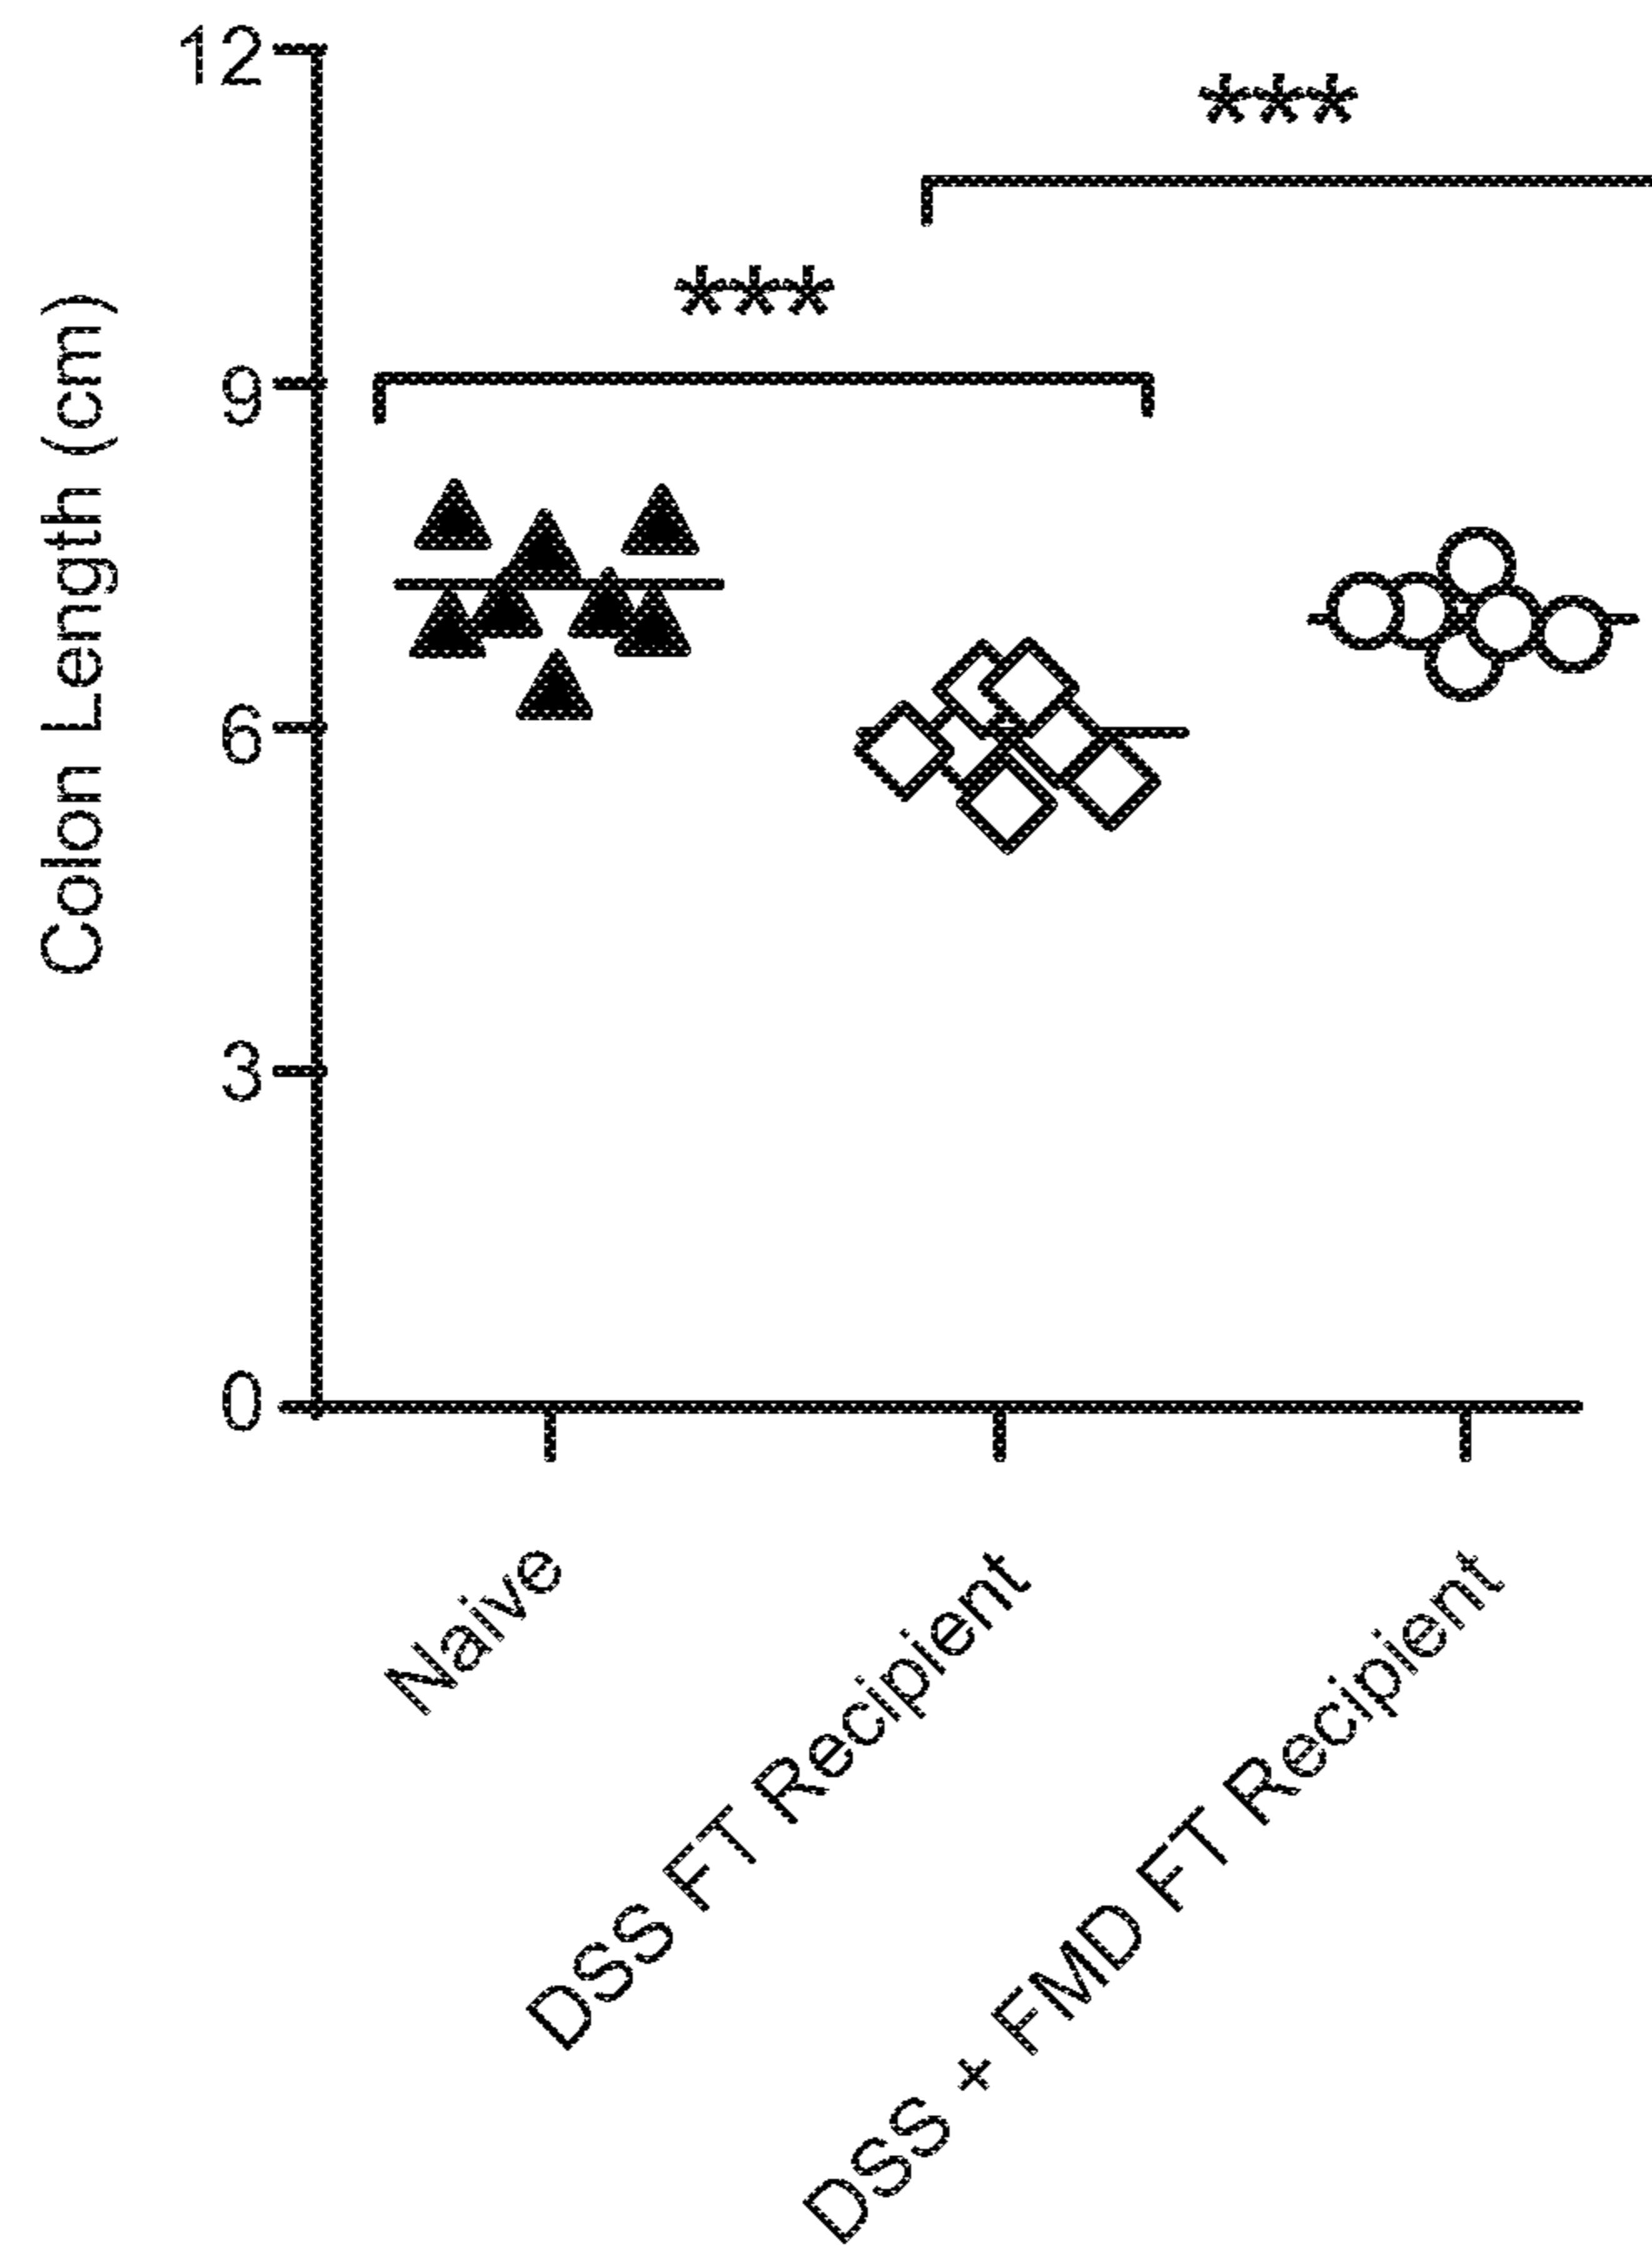 12
***
***
9
Colon Length (cm)
6
3
0
Naive
DSS FT Recipient
DSS + FMD FT Recipient